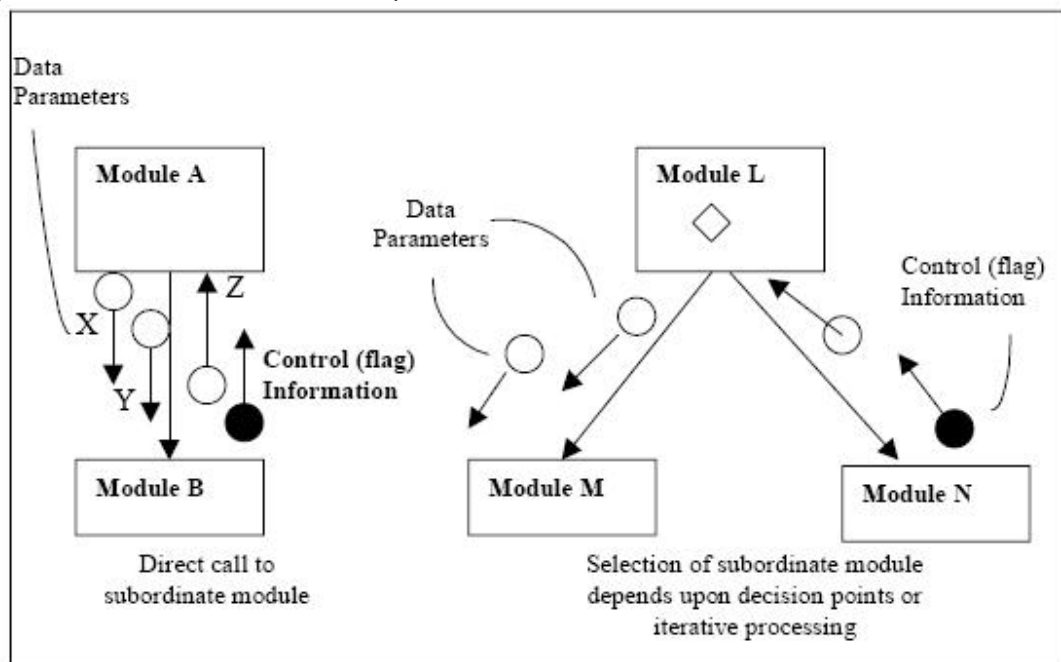 Data
Parameters
Module A
X
Y
Z
Control (flag)
Information
Module B
Direct call to
subordinate module
Module L
Data
Parameters
Control (flag)
Information
Module M
Module N
Selection of subordinate module
depends upon decision points or
iterative processing